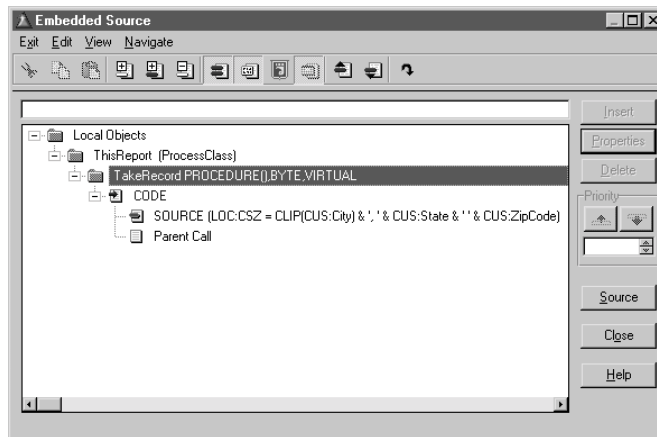 Embedded Source
Exit Edit View Navigate
Insert
Local Objects
Properties
ThisReport (ProcessClass)
TakeRecord PROCEDURE(),BYTE,VIRTUAL
Delete
CODE
Priority
SOURCE (LOC:CSZ = CLIP(CUS:City) & ', ' & CUS:State & ' ' & CUS:ZipCode)
Parent Call
Source
Close
Help